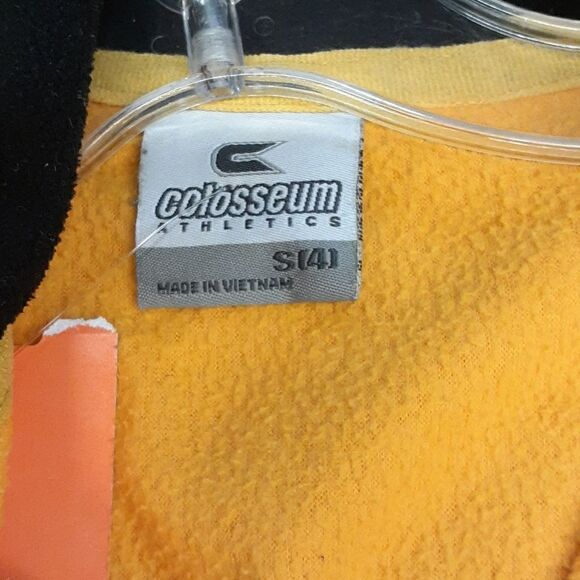 colosseum
ATHLETICS
S(4)
MADE IN VIETNAM